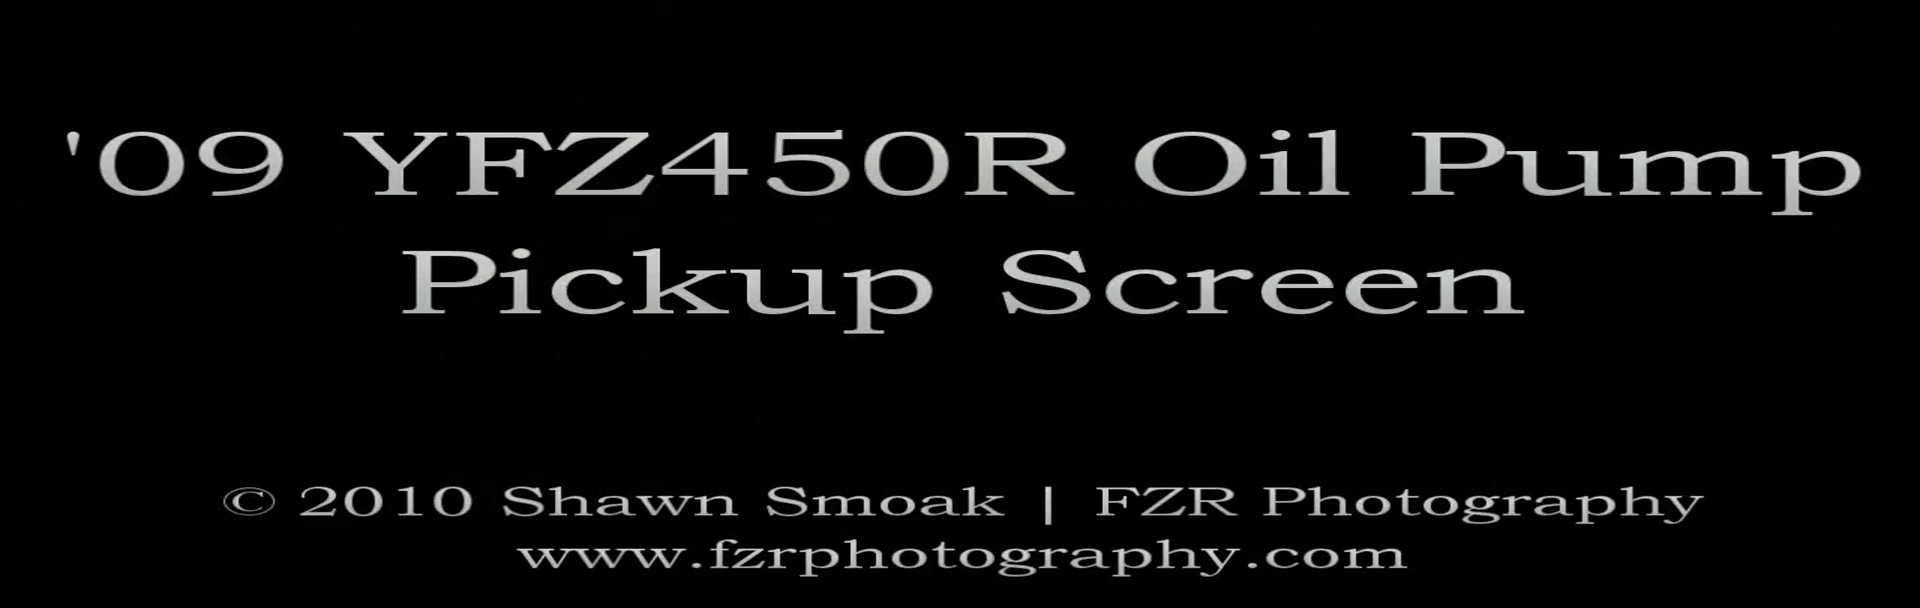 '09 YFZ450R Oil Pump
Pickup Screen
© 2010 Shawn Smoak | FZR Photography
www.fzrphotography.com